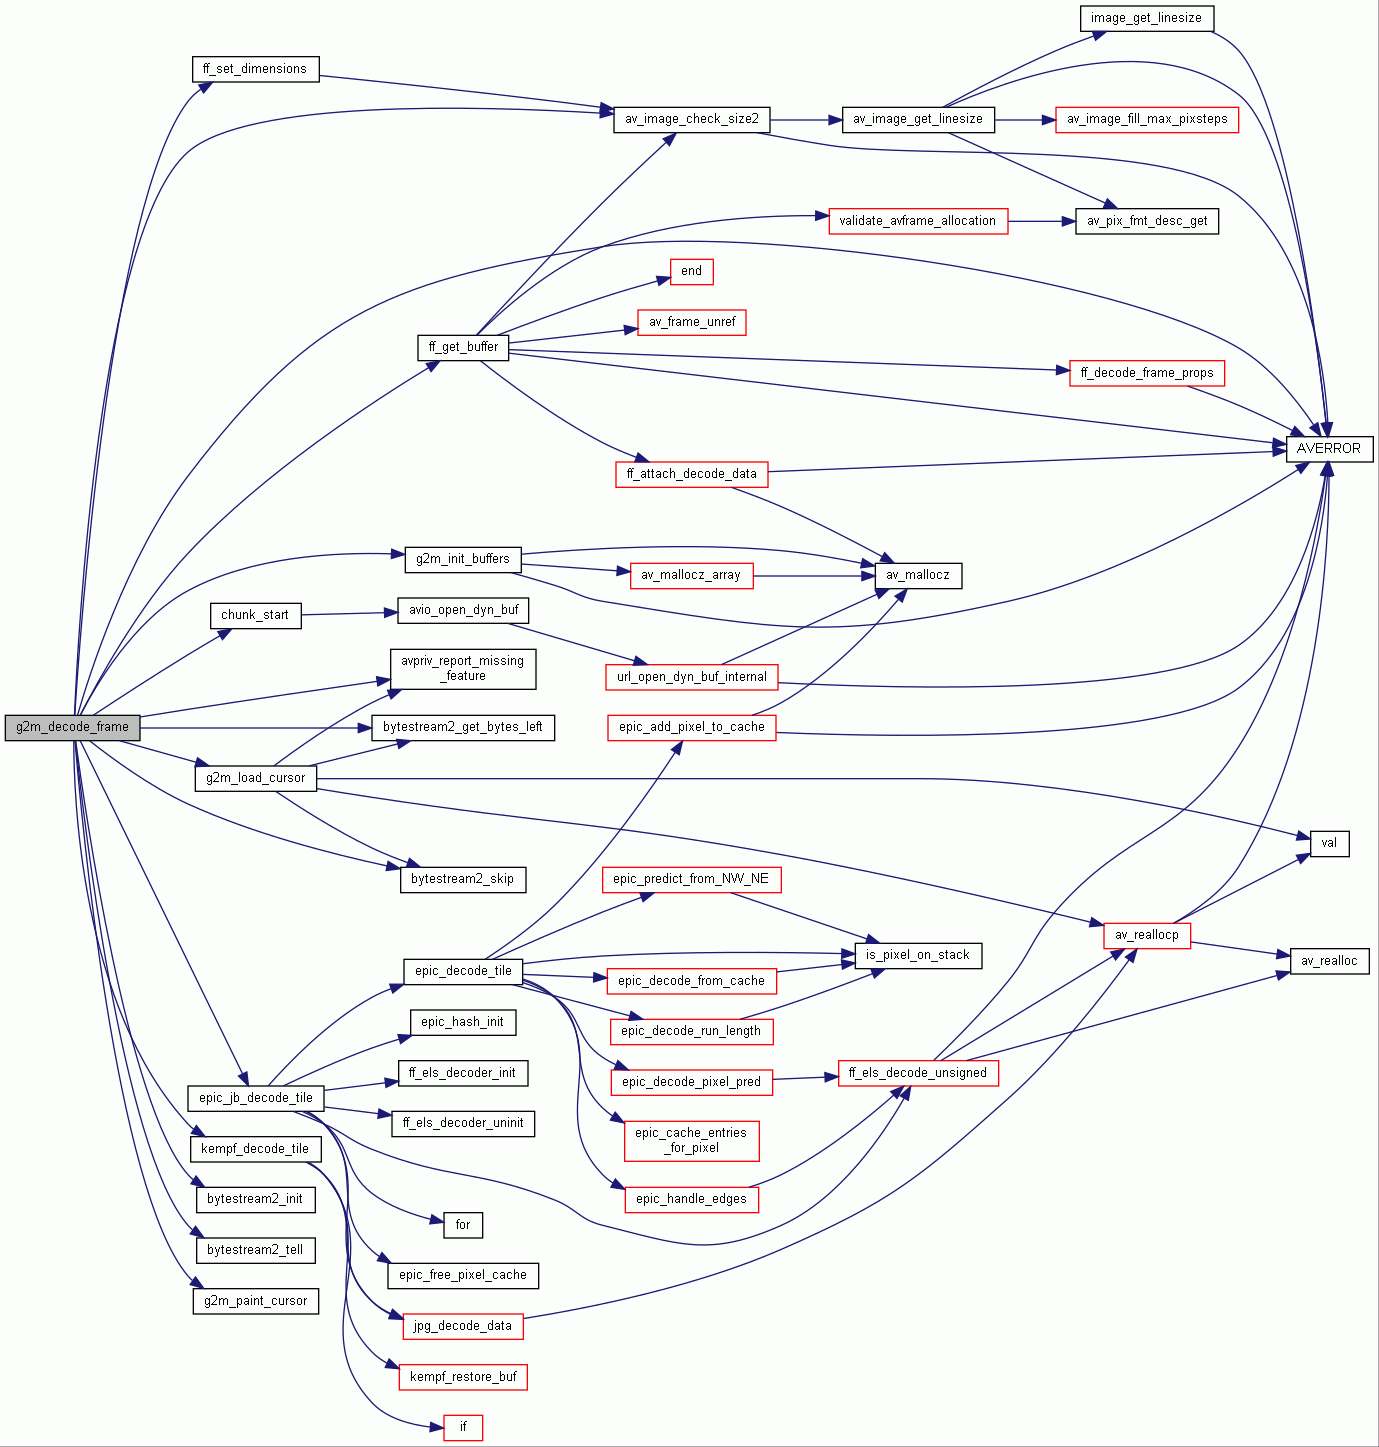 image_get_linesize
ff_set_dimensions
av_image_check_size2
av_image_get_linesize
av_image_fill_max_pixsteps
validate_avframe_allocation
av_pix_fmt_desc_get
end
av_frame_unref
ff_get_buffer
ff_decode_frame_props
AVERROR
ff_attach_decode_data
g2m_init_buffers
av_mallocz_array
av_mallocz
chunk_start
avio_open_dyn_buf
avpriv_report_missing
_feature
url_open_dyn_buf_internal
g2m_decode_frame
bytestream2_get_bytes_left
epic_add_pixel_to_cache
g2m_load_cursor
val
bytestream2_skip
epic_predict_from_NW_NE
av_reallocp
epic_decode_tile
is_pixel_on_stack
av_realloc
epic_decode_from_cache
epic_hash_init
epic_decode_run_length
ff_els_decoder_init
epic_decode_pixel_pred
ff_els_decode_unsigned
epic_jb_decode_tile
ff_els_decoder_uninit
epic_cache_entries
_for_pixel
kempf_decode_tile
bytestream2_init
epic_handle_edges
for
bytestream2_tell
epic_free_pixel_cache
g2m_paint_cursor
jpg_decode_data
kempf_restore_buf
if